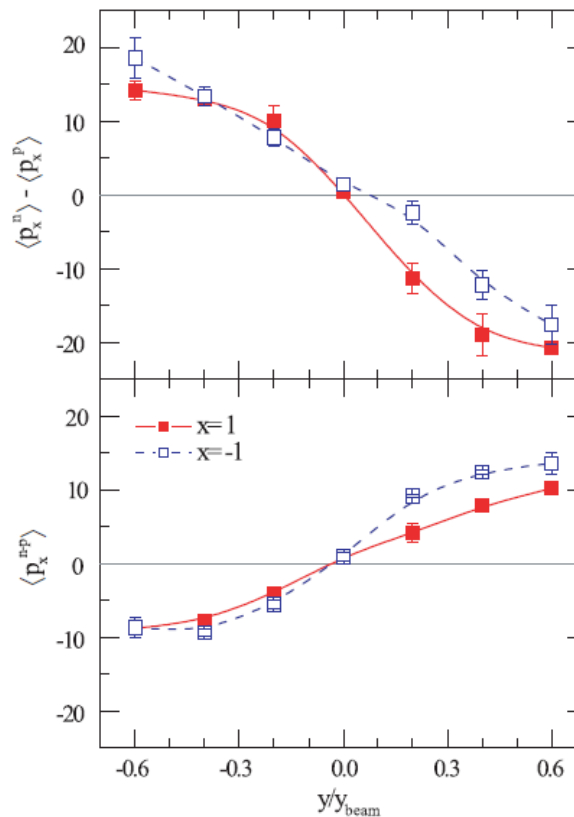 20
10
0
-10
-20
⟨p_x^n⟩ - ⟨p_x^p⟩
20
10
0
-10
-20
⟨p_x^{n-p}⟩
x=1
x=-1
-0.6 -0.3 0.0 0.3 0.6
y/y_beam